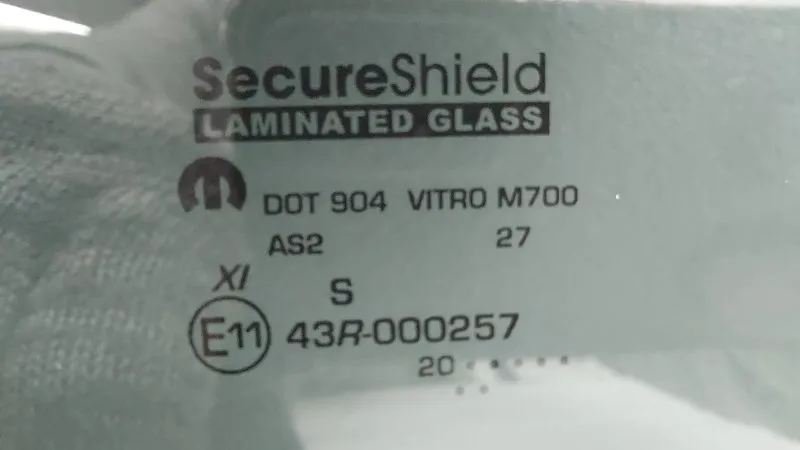 SecureShield
LAMINATED GLASS
DOT 904 VITRO M700
AS2 27
XI S
E11 43R-000257
20